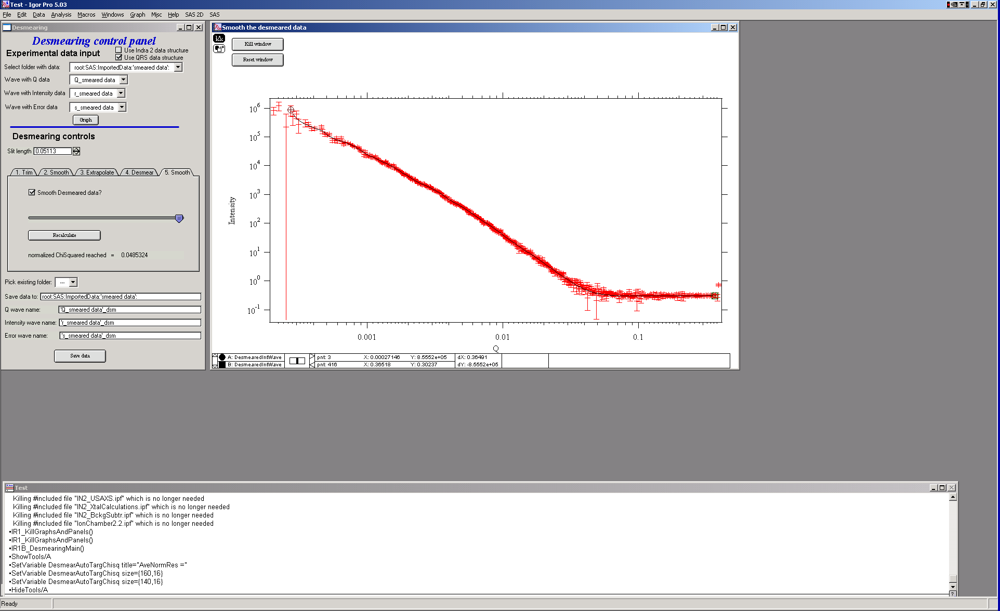 Test - Igor Pro 5.03
File Edit Data Analysis Macros Windows Graph Misc Help SAS 2D SAS
Desmearing
Desmearing control panel
Experimental data input
Use Indra 2 data structure
Use QRS data structure
Select folder with data: root:SAS:ImportedData:'smeared data':
Wave with Q data Q_smeared data
Wave with Intensity data r_smeared data
Wave with Error data s_smeared data
Graph
Desmearing controls
Slit length 0.05113
1. Trim 2. Smooth 3. Extrapolate 4. Desmear 5. Smooth
Smooth Desmeared data?
Recalculate
normalized ChiSquared reached = 0.0485324
Pick existing folder: ---
Save data to: root:SAS:ImportedData:'smeared data':
Q wave name: 'Q_smeared data'_dsm
Intensity wave name: 'r_smeared data'_dsm
Error wave name: 's_smeared data'_dsm
Save data
Smooth the desmeared data
Kill window
Reset window
10^6
10^5
10^4
10^3
10^2
10^1
10^0
10^-1
Intensity
0.001 0.01 0.1
Q
A: DesmearedIntWave pnt: 3 X: 0.00027146 Y: 8.5552e+05 dX: 0.36491
B: DesmearedIntWave pnt: 416 X: 0.36518 Y: 0.30237 dY: -8.5552e+05
Test
Killing #included file "IN2_USAXS.ipf" which is no longer needed
Killing #included file "IN2_XtalCalculations.ipf" which is no longer needed
Killing #included file "IN2_BckgSubtr.ipf" which is no longer needed
Killing #included file "IonChamber2.2.ipf" which is no longer needed
•IR1_KillGraphsAndPanels()
•IR1_KillGraphsAndPanels()
•IR1B_DesmearingMain()
•ShowTools/A
•SetVariable DesmearAutoTargChisq title="AveNormRes ="
•SetVariable DesmearAutoTargChisq size={160,16}
•SetVariable DesmearAutoTargChisq size={140,16}
•HideTools/A
?
Ready